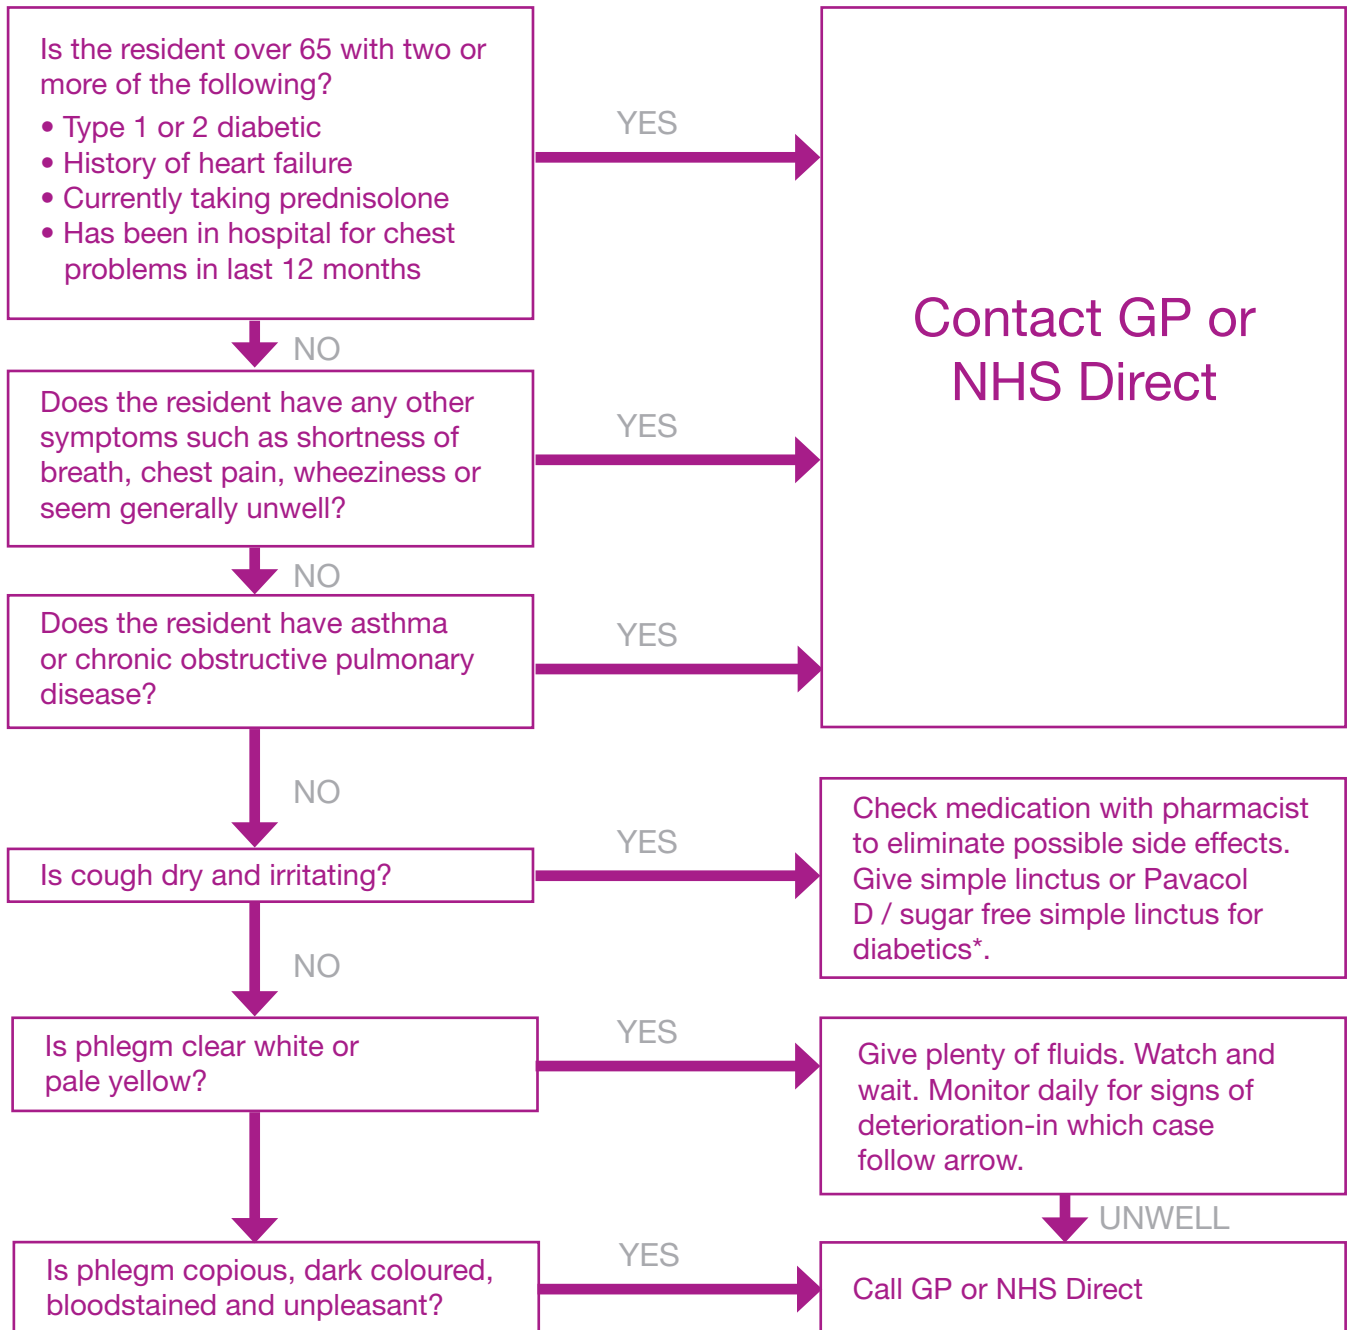 Is the resident over 65 with two or
more of the following?
• Type 1 or 2 diabetic
• History of heart failure
• Currently taking prednisolone
• Has been in hospital for chest
problems in last 12 months
YES
Contact GP or
NHS Direct
NO
Does the resident have any other
symptoms such as shortness of
breath, chest pain, wheeziness or
seem generally unwell?
YES
NO
Does the resident have asthma
or chronic obstructive pulmonary
disease?
YES
NO
Is cough dry and irritating?
YES
Check medication with pharmacist
to eliminate possible side effects.
Give simple linctus or Pavacol
D / sugar free simple linctus for
diabetics*.
NO
Is phlegm clear white or
pale yellow?
YES
Give plenty of fluids. Watch and
wait. Monitor daily for signs of
deterioration-in which case
follow arrow.
UNWELL
Is phlegm copious, dark coloured,
bloodstained and unpleasant?
YES
Call GP or NHS Direct